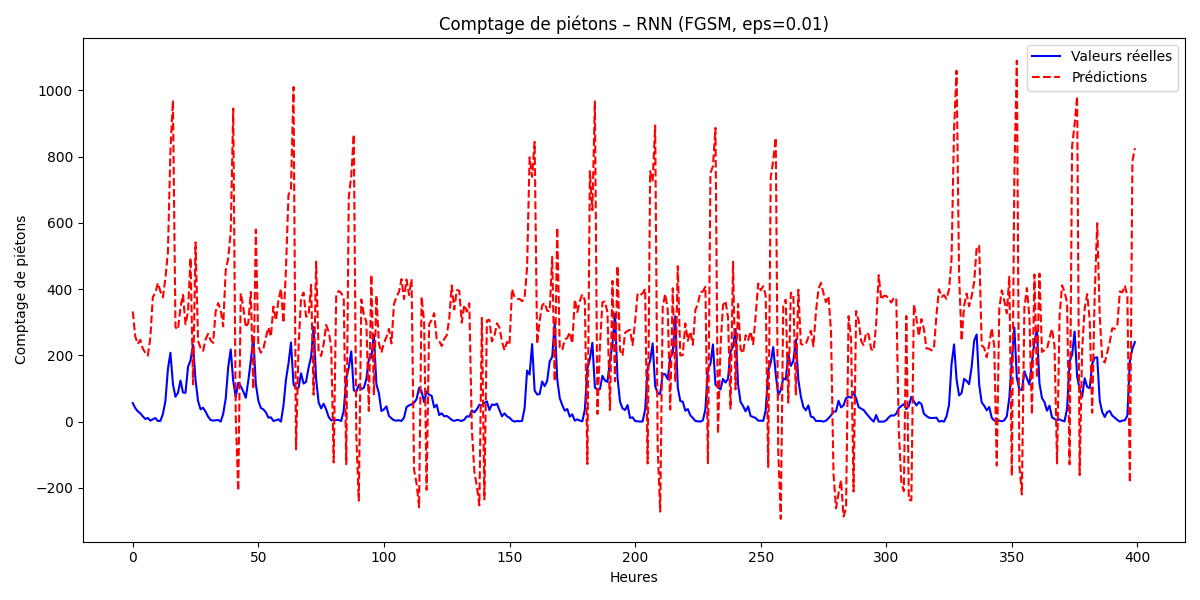 Comptage de piétons – RNN (FGSM, eps=0.01)
Valeurs réelles
Prédictions
Comptage de piétons
1000
800
600
400
200
0
−200
0 50 100 150 200 250 300 350 400
Heures